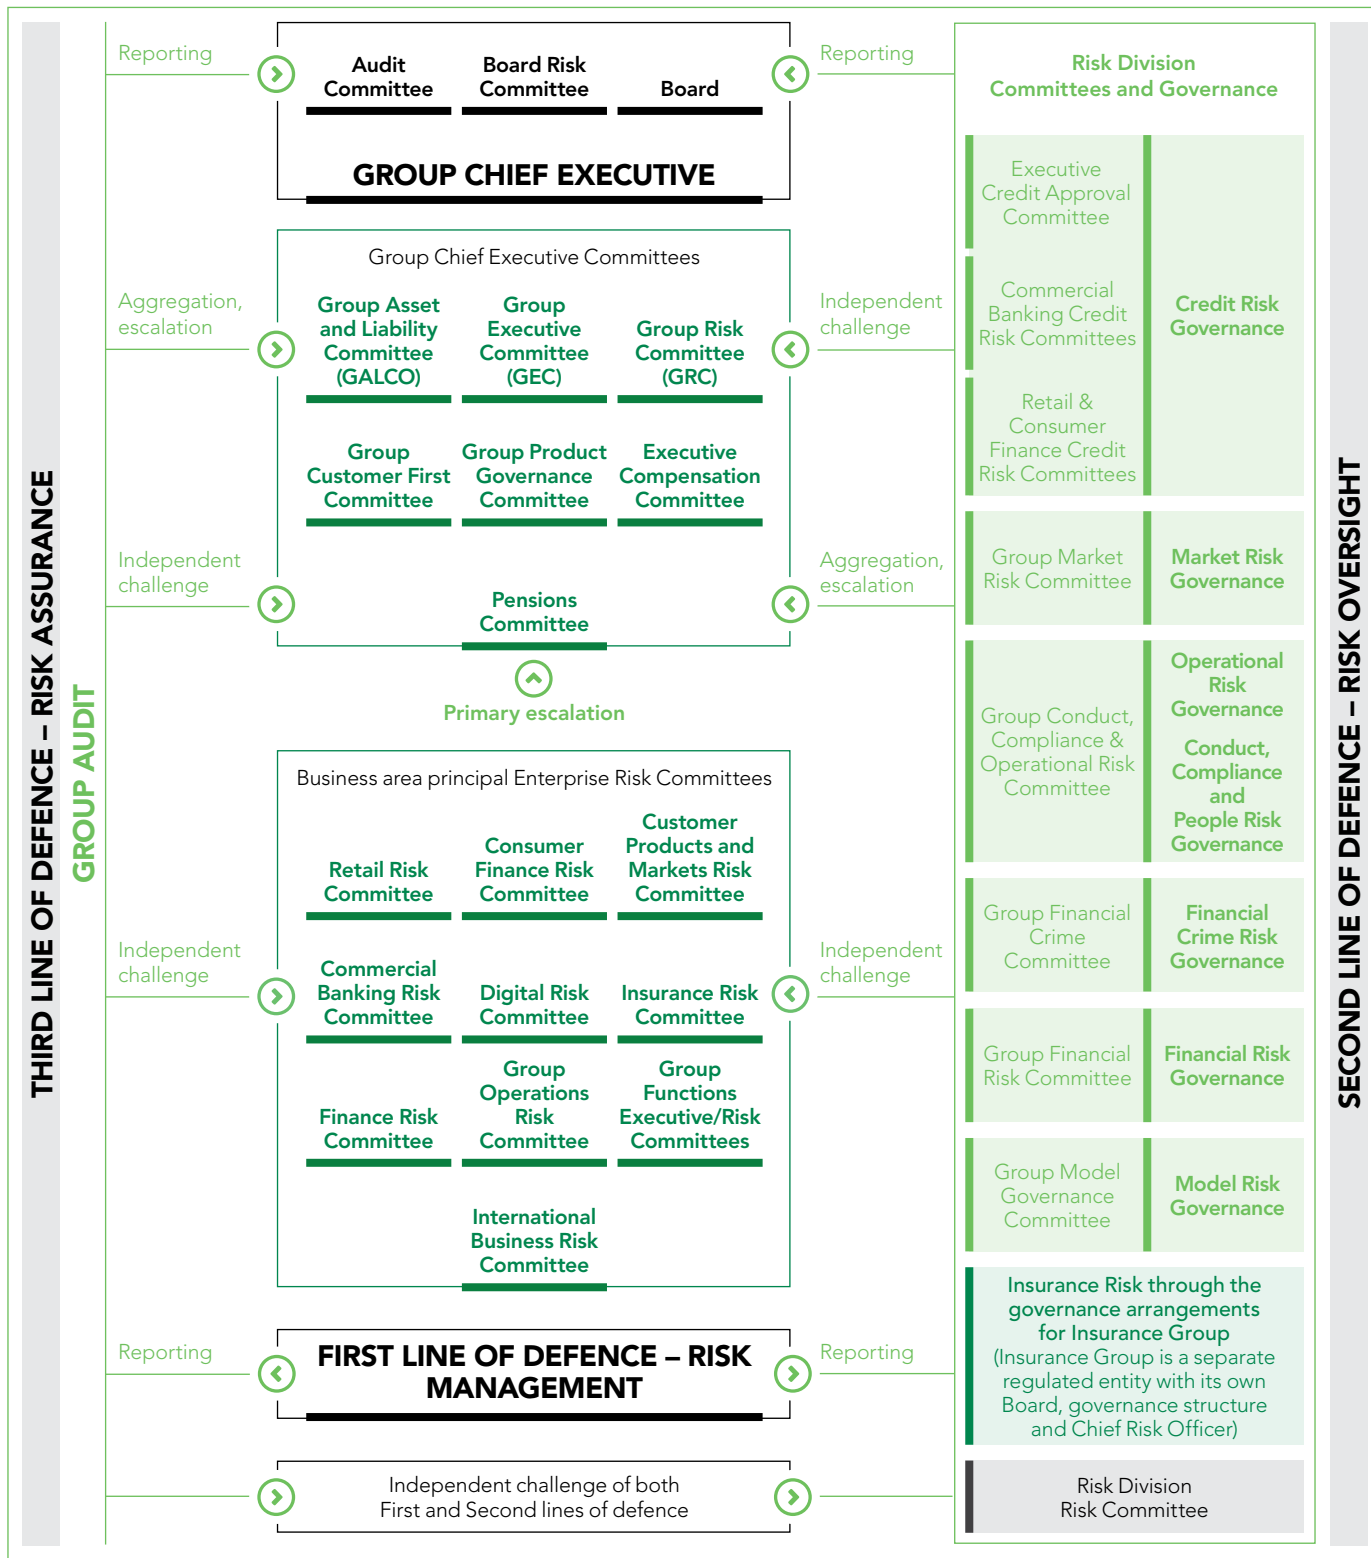 THIRD LINE OF DEFENCE – RISK ASSURANCE
GROUP AUDIT
Reporting
Aggregation,
escalation
Independent
challenge
Independent
challenge
Reporting
Audit
Committee
Board Risk
Committee
Board
GROUP CHIEF EXECUTIVE
Group Chief Executive Committees
Group Asset
and Liability
Committee
(GALCO)
Group
Executive
Committee
(GEC)
Group Risk
Committee
(GRC)
Group
Customer First
Committee
Group Product
Governance
Committee
Executive
Compensation
Committee
Pensions
Committee
Primary escalation
Business area principal Enterprise Risk Committees
Retail Risk
Committee
Consumer
Finance Risk
Committee
Customer
Products and
Markets Risk
Committee
Commercial
Banking Risk
Committee
Digital Risk
Committee
Insurance Risk
Committee
Finance Risk
Committee
Group
Operations
Risk
Committee
Group
Functions
Executive/Risk
Committees
International
Business Risk
Committee
FIRST LINE OF DEFENCE – RISK
MANAGEMENT
Independent challenge of both
First and Second lines of defence
Reporting
Independent
challenge
Aggregation,
escalation
Independent
challenge
Reporting
Risk Division
Committees and Governance
Executive
Credit Approval
Committee
Commercial
Banking Credit
Risk Committees
Retail &
Consumer
Finance Credit
Risk Committees
Credit Risk
Governance
Group Market
Risk Committee
Market Risk
Governance
Group Conduct,
Compliance &
Operational Risk
Committee
Operational
Risk
Governance
Conduct,
Compliance
and
People Risk
Governance
Group Financial
Crime
Committee
Financial
Crime Risk
Governance
Group Financial
Risk Committee
Financial Risk
Governance
Group Model
Governance
Committee
Model Risk
Governance
Insurance Risk through the
governance arrangements
for Insurance Group
(Insurance Group is a separate
regulated entity with its own
Board, governance structure
and Chief Risk Officer)
Risk Division
Risk Committee
SECOND LINE OF DEFENCE – RISK OVERSIGHT